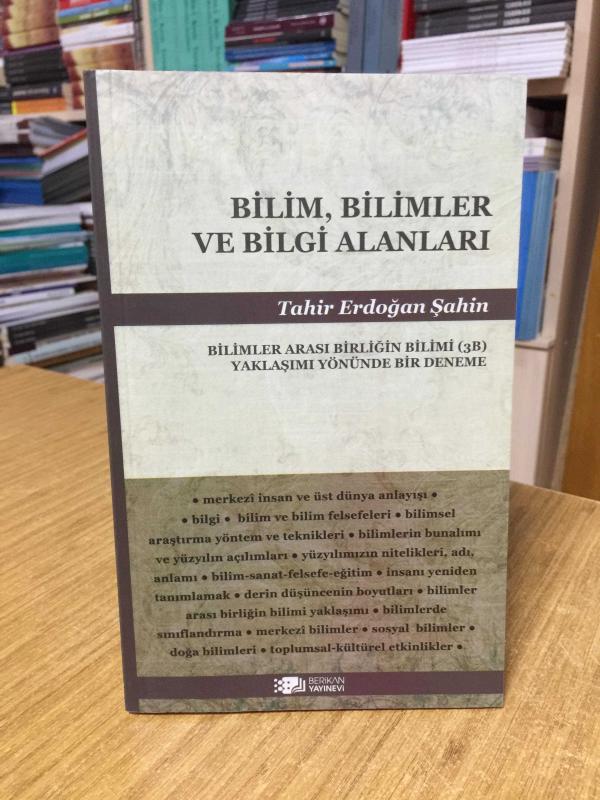 BİLİM, BİLİMLER
VE BİLGİ ALANLARI
Tahir Erdoğan Şahin
BİLİMLER ARASI BİRLİĞİN BİLİMİ (3B)
YAKLAŞIMI YÖNÜNDE BİR DENEME
• merkezî insan ve üst dünya anlayışı •
• bilgi • bilim ve bilim felsefeleri • bilimsel
araştırma yöntem ve teknikleri • bilimlerin bunalımı
ve yüzyılın açılımları • yüzyılımızın nitelikleri, adı,
anlamı • bilim-sanat-felsefe-eğitim • insanı yeniden
tanımlamak • derin düşüncenin boyutları • bilimler
arası birliğin bilimi yaklaşımı • bilimlerde
sınıflandırma • merkezî bilimler • sosyal bilimler •
doğa bilimleri • toplumsal-kültürel etkinlikler •
BERİKAN
YAYINEVİ